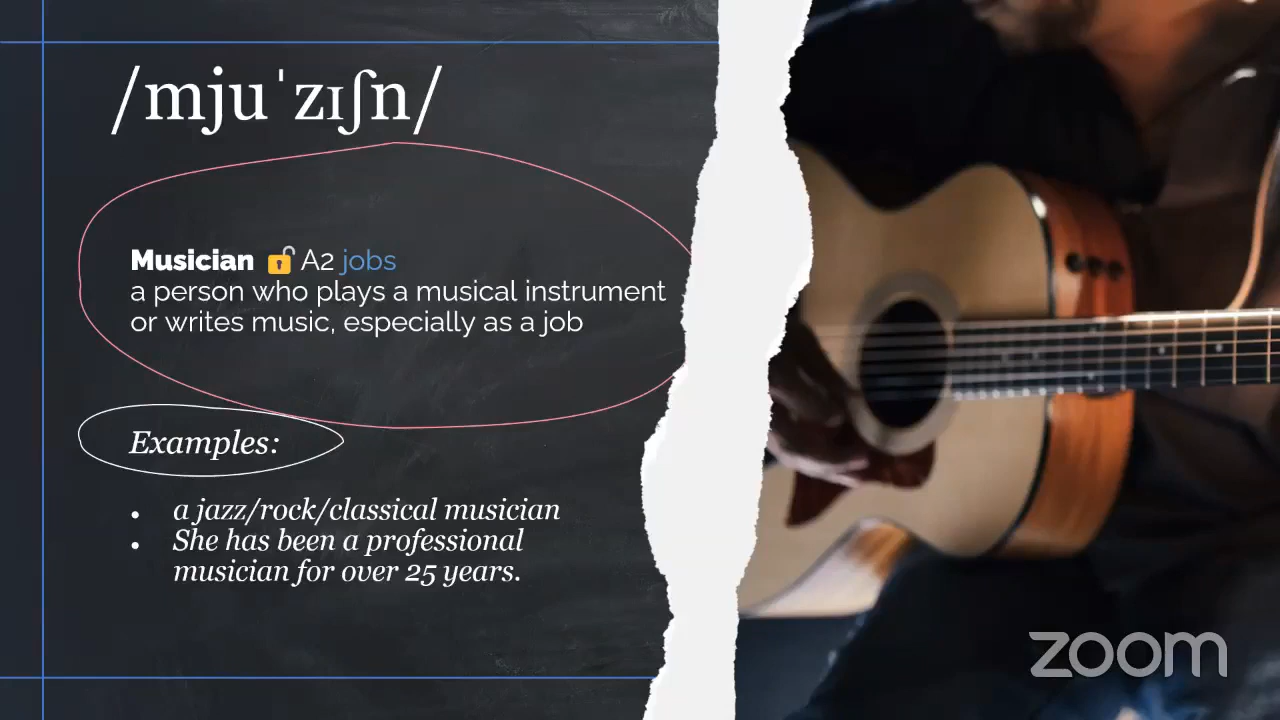 /mjuˈzɪʃn/
Musician 🔓 A2 jobs
a person who plays a musical instrument
or writes music, especially as a job
Examples:
• a jazz/rock/classical musician
• She has been a professional
musician for over 25 years.
zoom